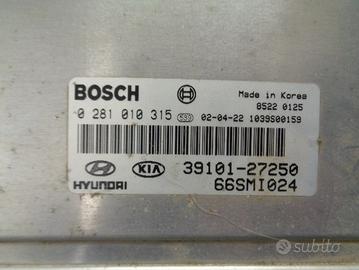 BOSCH
Made in Korea
8522 0125
0 281 010 315
02-04-22 1039S00159
HYUNDAI
KIA
39101-27250
66SMI024
subito